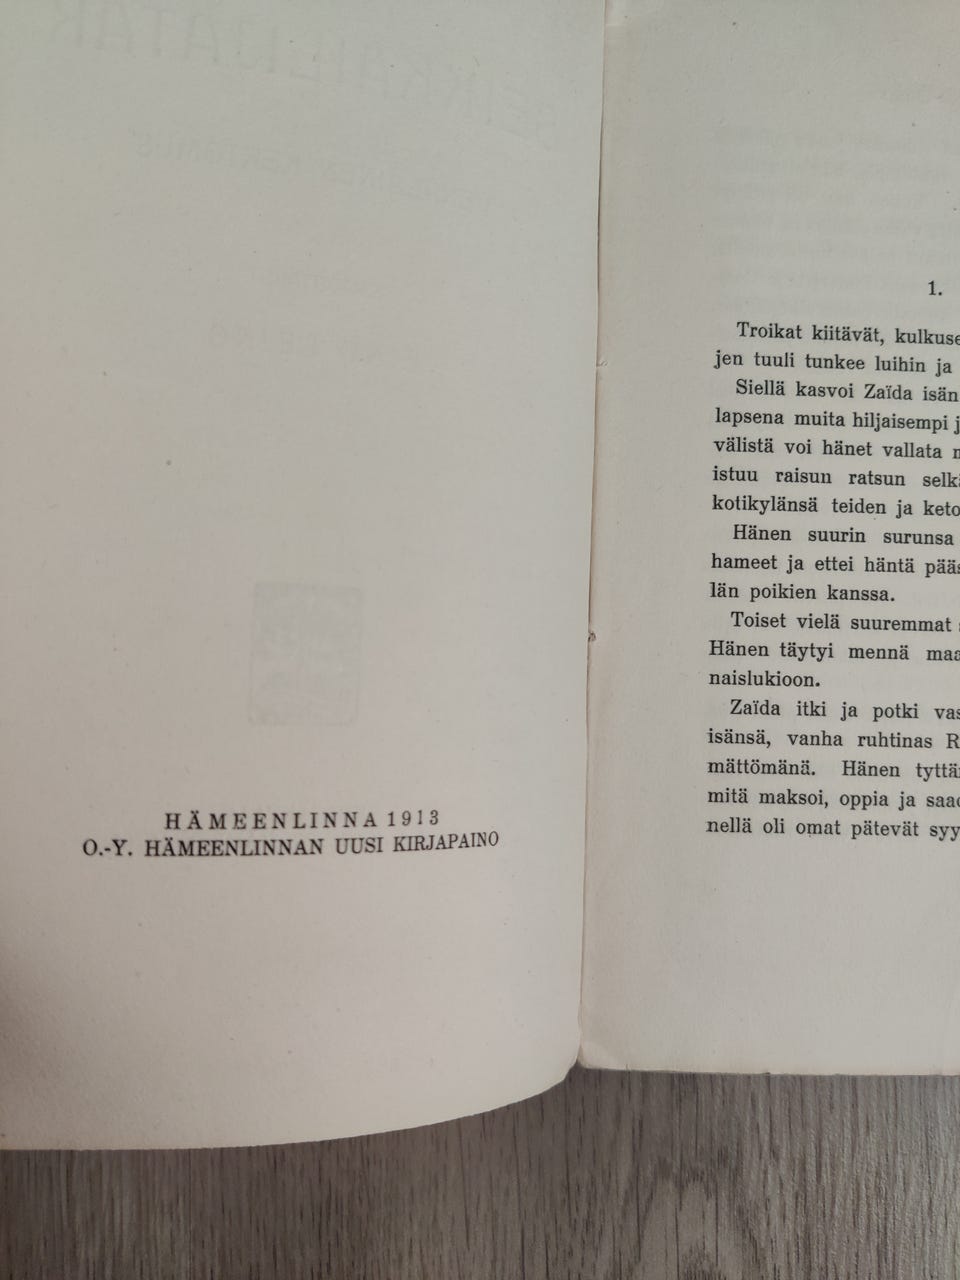 HÄMEENLINNA 1913
O.-Y. HÄMEENLINNAN UUSI KIRJAPAINO
1.
Troikat kiitävät, kulkuse
jen tuuli tunkee luihin ja
Siellä kasvoi Zaïda isän
lapsena muita hiljaisempi j
välistä voi hänet vallata
istuu raisun ratsun selkä
kotikylänsä teiden ja keto
Hänen suurin surunsa
hameet ja ettei häntä pääs
län poikien kanssa.
Toiset vielä suuremmat
Hänen täytyi mennä maa
naislukioon.
Zaïda itki ja potki vas
isänsä, vanha ruhtinas R
mättömänä. Hänen tyttä
mitä maksoi, oppia ja saad
nellä oli omat pätevät syy